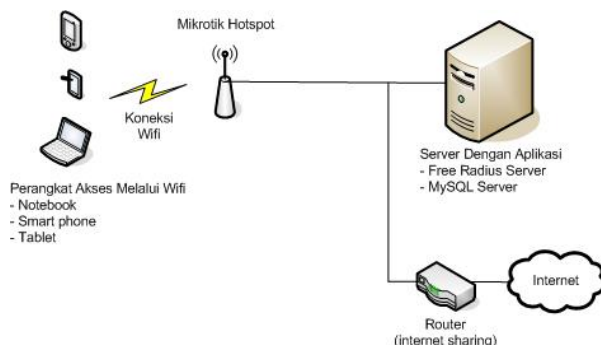 Mikrotik Hotspot
Koneksi
Wifi
Perangkat Akses Melalui Wifi
- Notebook
- Smart phone
- Tablet
Server Dengan Aplikasi
- Free Radius Server
- MySQL Server
Internet
Router
(internet sharing)